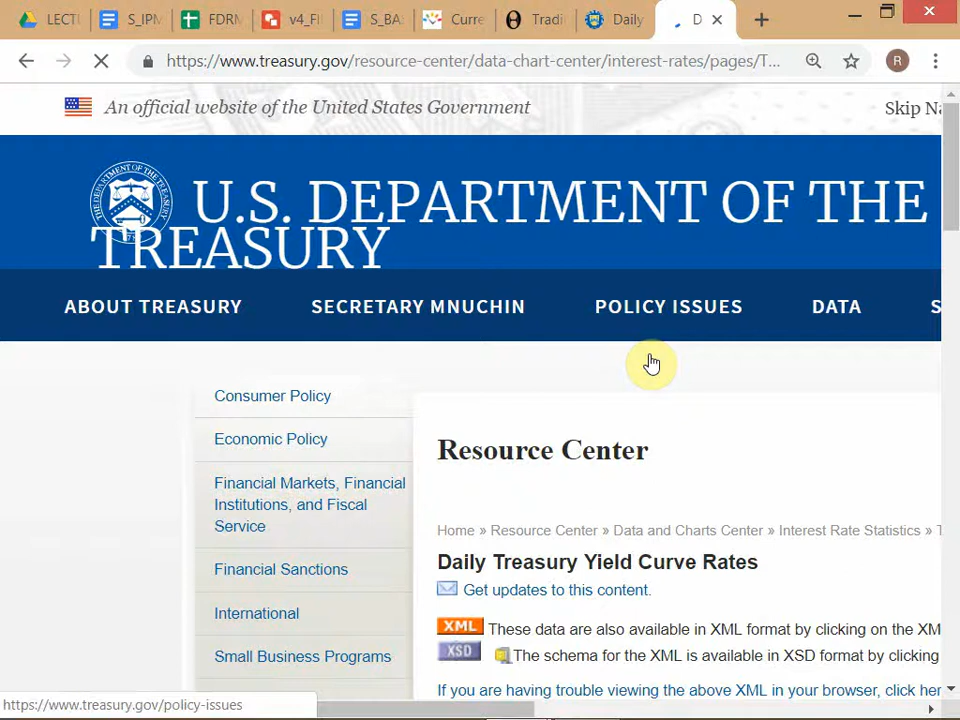 LECTI
S_IPM
FDRM
v4_FII
S_BA
Curre
Tradi
Daily
D
https://www.treasury.gov/resource-center/data-chart-center/interest-rates/pages/T...
R
An official website of the United States Government
Skip Na
U.S. DEPARTMENT OF THE
TREASURY
ABOUT TREASURY
SECRETARY MNUCHIN
POLICY ISSUES
DATA
S
Consumer Policy
Economic Policy
Financial Markets, Financial
Institutions, and Fiscal
Service
Financial Sanctions
International
Small Business Programs
Resource Center
Home » Resource Center » Data and Charts Center » Interest Rate Statistics » T
Daily Treasury Yield Curve Rates
Get updates to this content.
XML These data are also available in XML format by clicking on the XM
XSD The schema for the XML is available in XSD format by clicking
If you are having trouble viewing the above XML in your browser, click her
https://www.treasury.gov/policy-issues